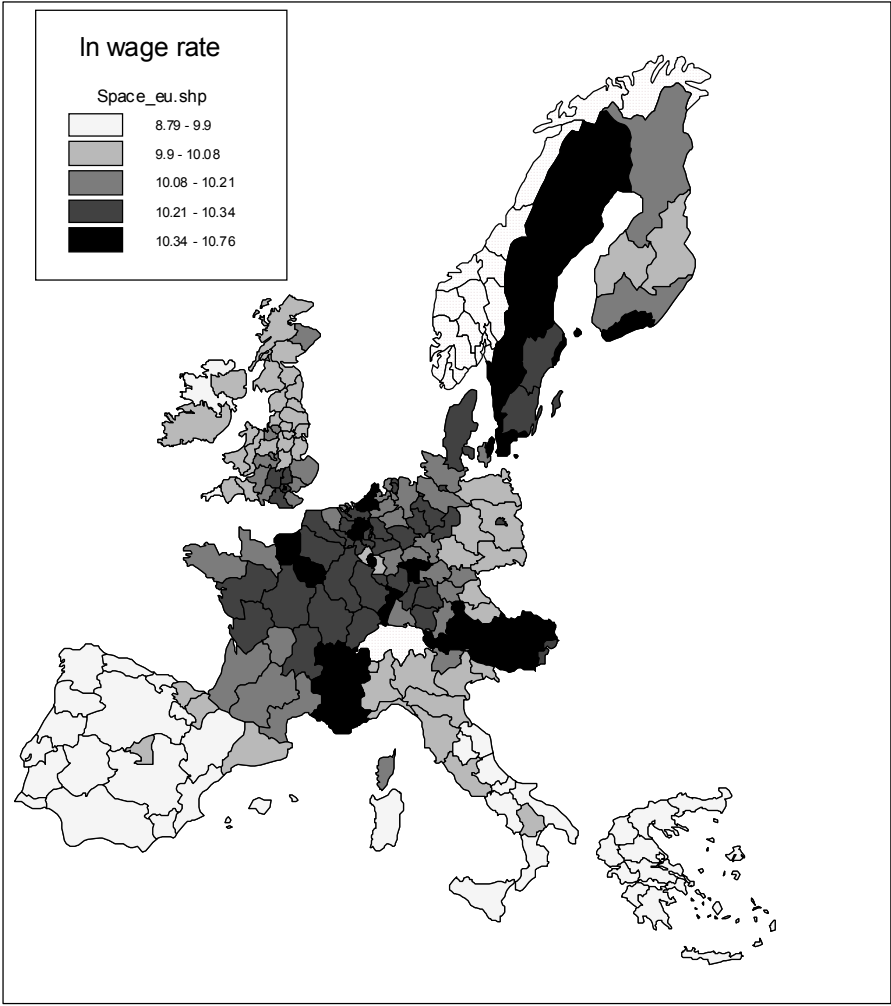 ln wage rate
Space_eu.shp
8.79 - 9.9
9.9 - 10.08
10.08 - 10.21
10.21 - 10.34
10.34 - 10.76